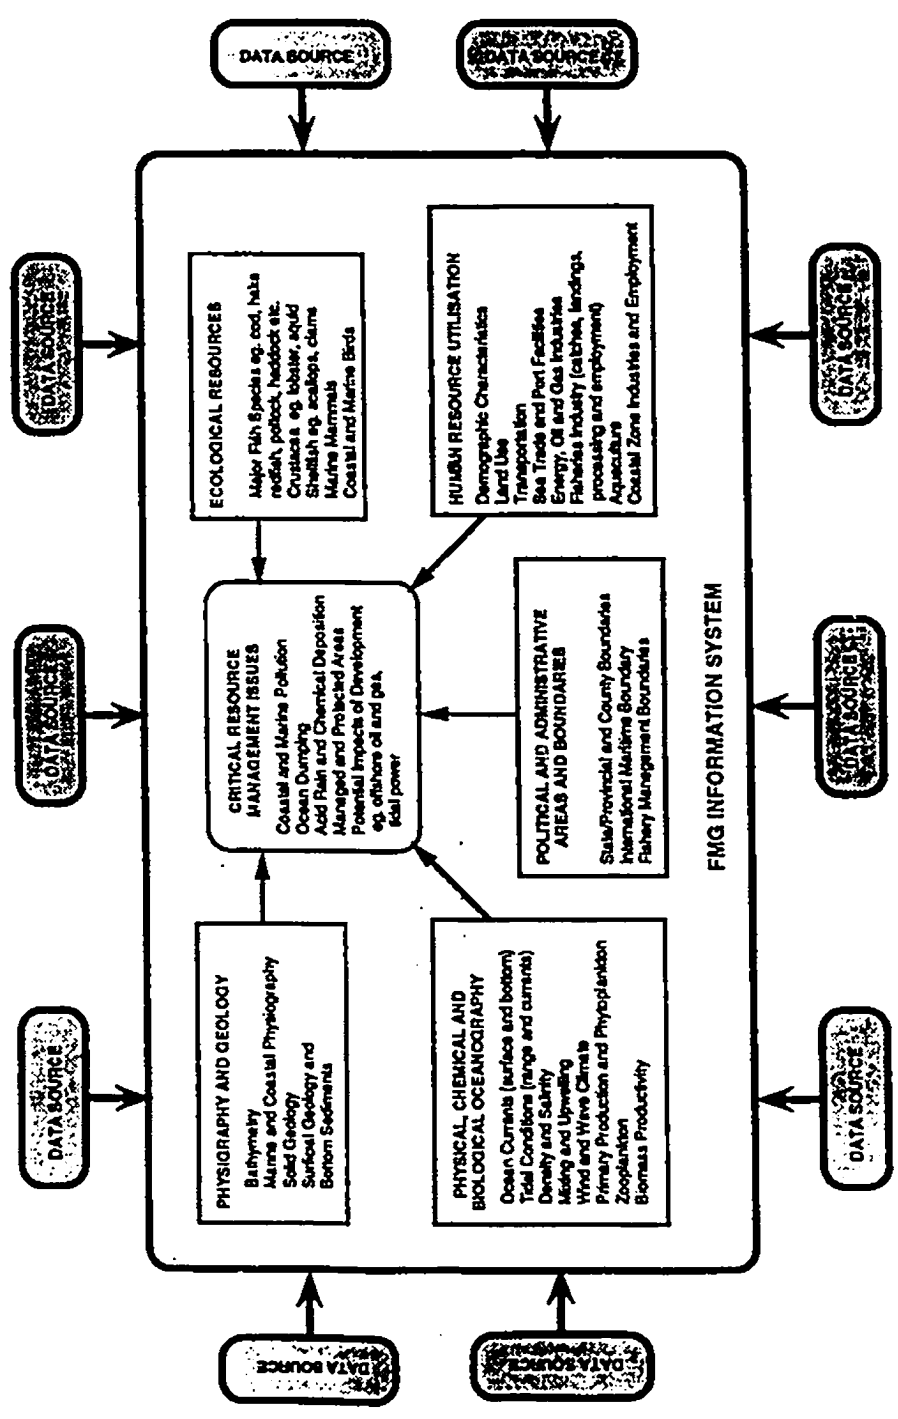 DATA SOURCE
DATA SOURCE
DATA SOURCE
DATA SOURCE
DATA SOURCE
PHYSIOGRAPHY AND GEOLOGY
Bathymetry
Marine and Coastal Physiography
Solid Geology
Surficial Geology and
Bottom Sediments
CRITICAL RESOURCE
MANAGEMENT ISSUES
Coastal and Marine Pollution
Ocean Dumping
Acid Rain and Chemical Deposition
Managed and Protected Areas
Potential Impacts of Development
eg. offshore oil and gas,
tidal power
ECOLOGICAL RESOURCES
Major Fish Species eg. cod, hake
redfish, pollock, haddock etc.
Crustacea eg. lobster, squid
Shellfish eg. scallops, clams
Marine Mammals
Coastal and Marine Birds
PHYSICAL, CHEMICAL AND
BIOLOGICAL OCEANOGRAPHY
Ocean Currents (surface and bottom)
Tidal Conditions (range and currents)
Density and Salinity
Mixing and Upwelling
Wind and Wave Climate
Primary Production and Phytoplankton
Zooplankton
Biomass Productivity
POLITICAL AND ADMINISTRATIVE
AREAS AND BOUNDARIES
State/Provincial and County Boundaries
International Maritime Boundary
Fishery Management Boundaries
HUMAN RESOURCE UTILISATION
Demographic Characteristics
Land Use
Transportation
Sea Trade and Port Facilities
Energy, Oil and Gas Industries
Fisheries Industry (catches, landings,
processing and employment)
Aquaculture
Coastal Zone Industries and Employment
DATA SOURCE
DATA SOURCE
FMG INFORMATION SYSTEM
DATA SOURCE
DATA SOURCE
DATA SOURCE